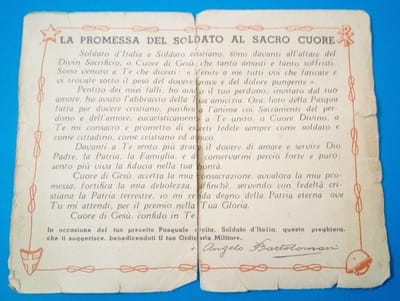 LA PROMESSA DEL SOLDATO AL SACRO CUORE
Soldato d'Italia e Soldato cristiano, sono davanti all'altare del
Divin Sacrificio, o Cuore di Gesù, che tanto amasti e tanto soffristi.
Sono venuto a Te che dicesti: « Venite a me tutti voi che faticate e
vi trovate sotto il peso del dovere grave e del dolore pungente ».
Pentito dei miei falli, ho avuto il tuo perdono; invitato dal tuo
amore, ho avuto l'abbraccio della Tua amicizia. Ora, lieto della Pasqua
fatta per dovere cristiano, purificata l'anima coi Sacramenti del per-
dono e dell'amore, eucaristicamente a Te unito, o Cuore Divino, a
Te mi consacro e prometto di esserti fedele sempre come soldato e
come cittadino, come cristiano ed amico.
Davanti a Te sento più grave il dovere di amare e servire Dio
Padre, la Patria, la Famiglia, e di conservarmi perciò forte e puro;
sento più viva la fiducia nella tua bontà.
Cuore di Gesù, accetta la mia consacrazione, avvalora la mia pro-
messa, fortifica la mia debolezza, affinchè, servendo con fedeltà cri-
stiana la Patria terrestre, io mi renda degno della Patria eterna ove
Tu mi attendi, per il premio nella Tua Gloria.
Cuore di Gesù, confido in Te.
In occasione del tuo precetto Pasquale recita, Soldato d'Italia, questa preghiera,
che ti suggerisce, benedicendoti il tuo Ordinario Militare.
+ Angelo Bartolomasi